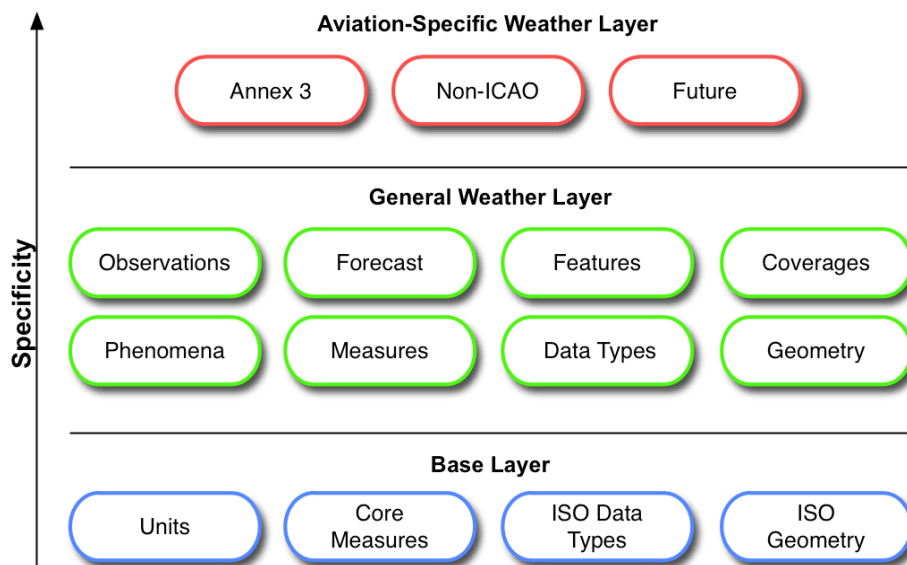 Aviation-Specific Weather Layer
Annex 3
Non-ICAO
Future
Specificity
General Weather Layer
Observations
Forecast
Features
Coverages
Phenomena
Measures
Data Types
Geometry
Base Layer
Units
Core
Measures
ISO Data
Types
ISO
Geometry